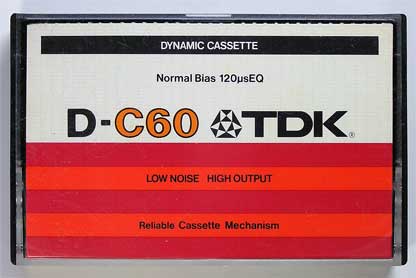 DYNAMIC CASSETTE
Normal Bias 120µsEQ
D-C60 TDK®
LOW NOISE HIGH OUTPUT
Reliable Cassette Mechanism